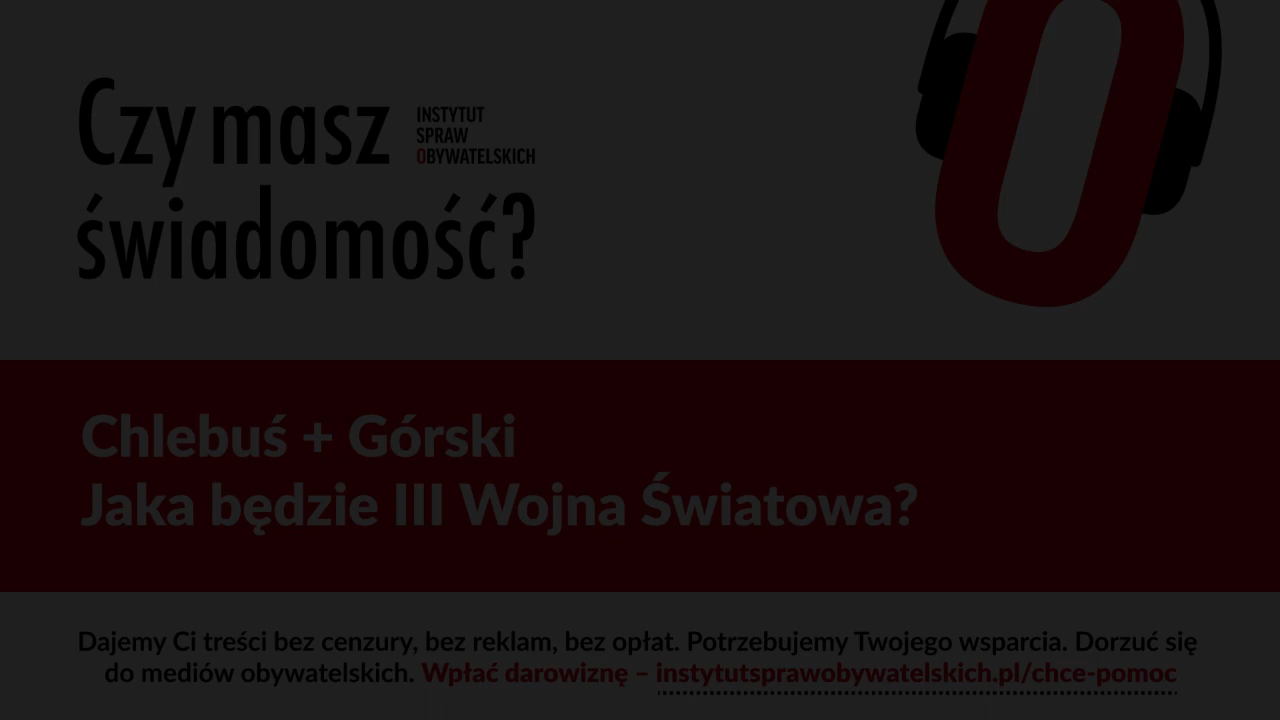 Czy masz
INSTYTUT
SPRAW
OBYWATELSKICH
świadomość?
Chlebuś + Górski
Jaka będzie III Wojna Światowa?
Dajemy Ci treści bez cenzury, bez reklam, bez opłat. Potrzebujemy Twojego wsparcia. Dorzuć się
do mediów obywatelskich. Wpłać darowiznę – instytutsprawobywatelskich.pl/chce-pomoc